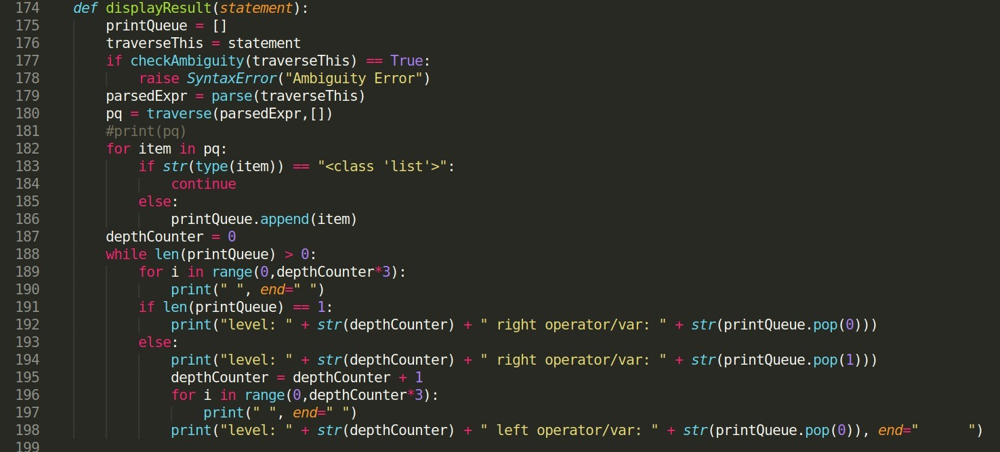 174    def displayResult(statement):
175        printQueue = []
176        traverseThis = statement
177        if checkAmbiguity(traverseThis) == True:
178            raise SyntaxError("Ambiguity Error")
179        parsedExpr = parse(traverseThis)
180        pq = traverse(parsedExpr,[])
181        #print(pq)
182        for item in pq:
183            if str(type(item)) == "<class 'list'>":
184                continue
185            else:
186                printQueue.append(item)
187        depthCounter = 0
188        while len(printQueue) > 0:
189            for i in range(0,depthCounter*3):
190                print(" ", end=" ")
191            if len(printQueue) == 1:
192                print("level: " + str(depthCounter) + " right operator/var: " + str(printQueue.pop(0)))
193            else:
194                print("level: " + str(depthCounter) + " right operator/var: " + str(printQueue.pop(1)))
195                depthCounter = depthCounter + 1
196                for i in range(0,depthCounter*3):
197                    print(" ", end=" ")
198                print("level: " + str(depthCounter) + " left operator/var: " + str(printQueue.pop(0)), end="      ")
199